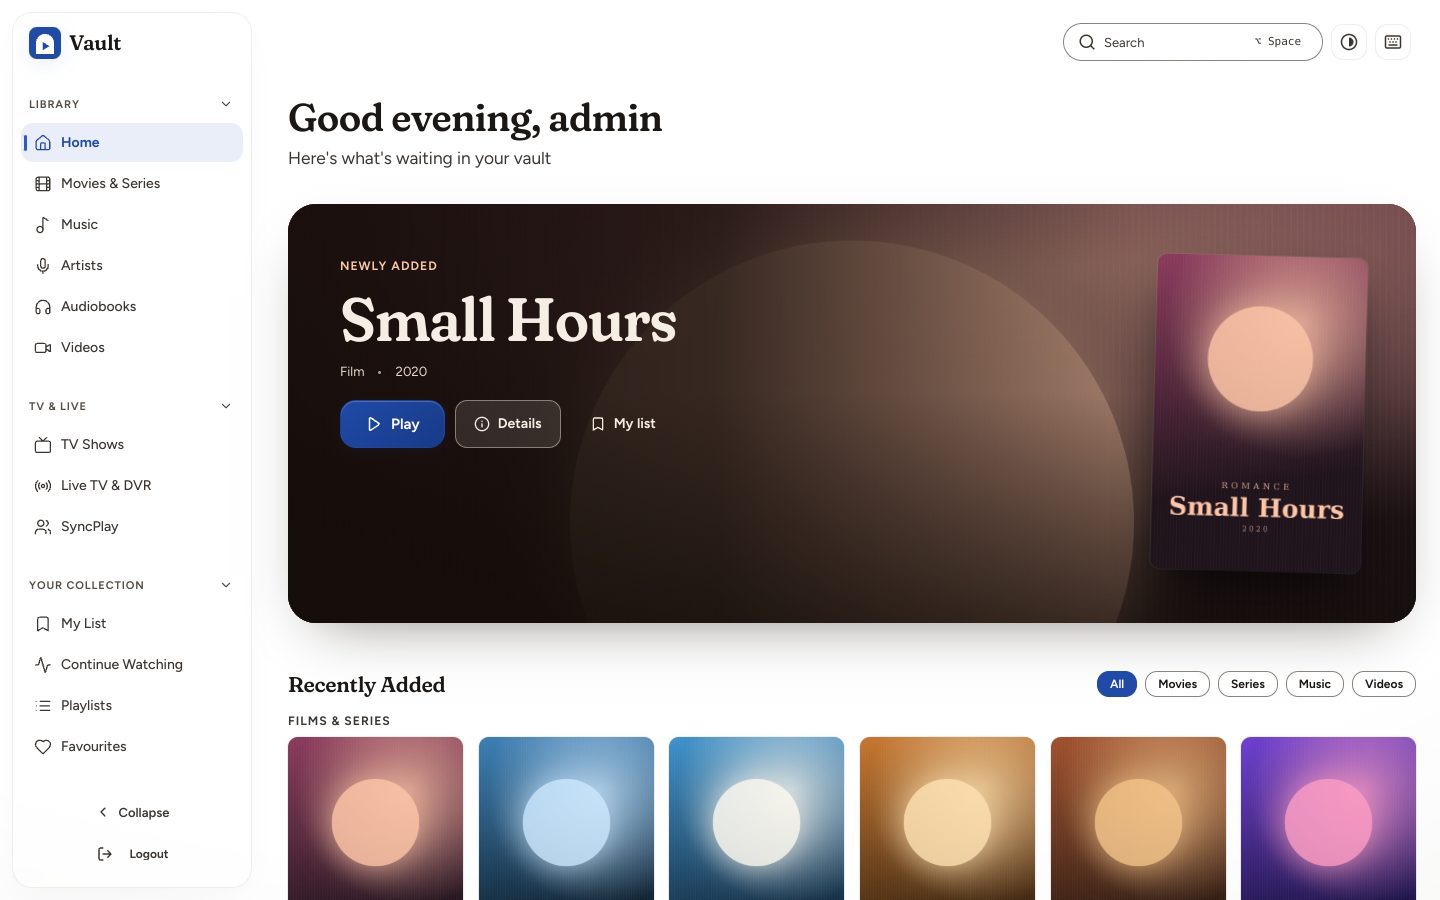 Vault
LIBRARY
Home
Movies & Series
Music
Artists
Audiobooks
Videos
TV & LIVE
TV Shows
Live TV & DVR
SyncPlay
YOUR COLLECTION
My List
Continue Watching
Playlists
Favourites
Collapse
Logout
Search ⌥ Space
Good evening, admin
Here's what's waiting in your vault
NEWLY ADDED
Small Hours
Film • 2020
Play Details My list
ROMANCE
Small Hours
2020
Recently Added
All Movies Series Music Videos
FILMS & SERIES